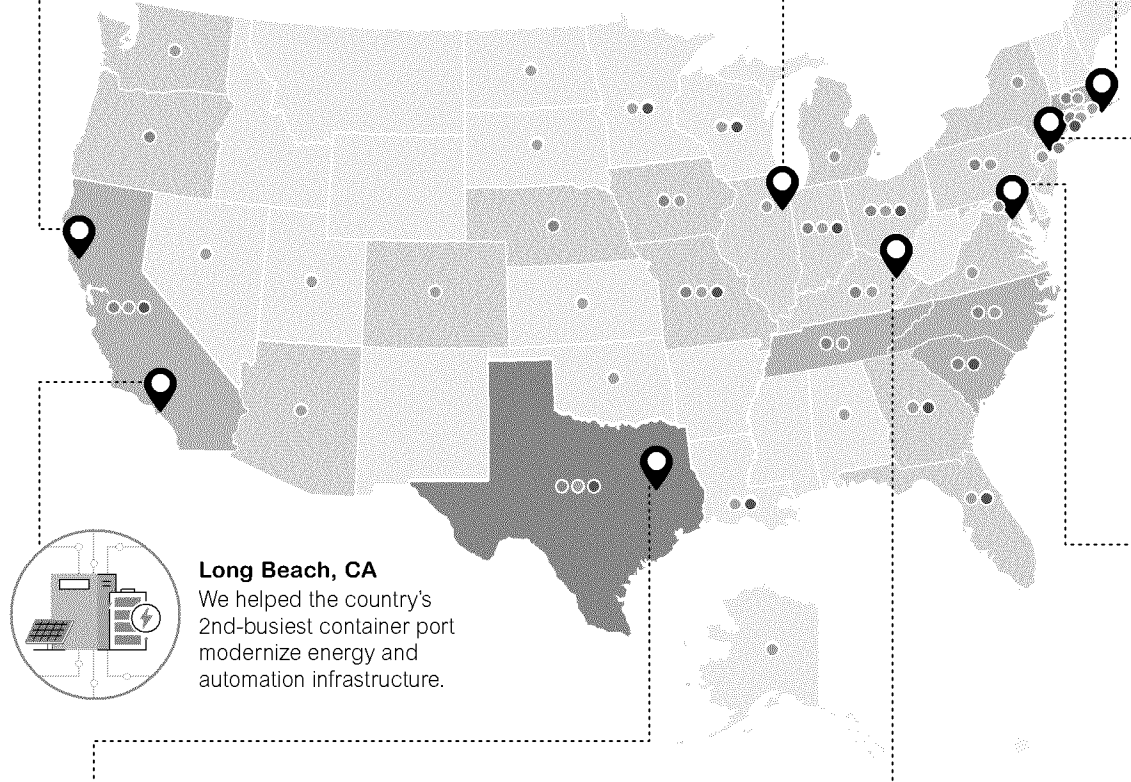 Long Beach, CA
We helped the country's
2nd-busiest container port
modernize energy and
automation infrastructure.